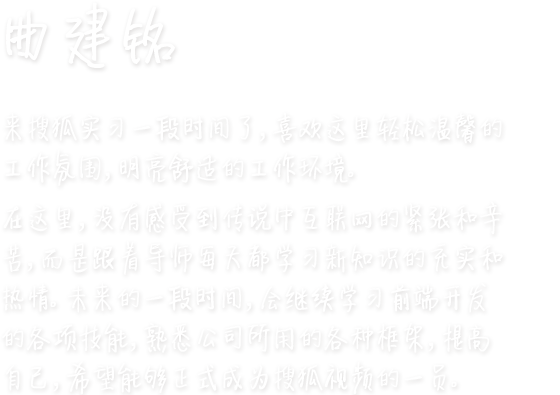 曲建铭
来搜狐实习一段时间了,喜欢这里轻松温馨的
工作氛围,明亮舒适的工作环境.
在这里,没有感受到传说中互联网的紧张和辛
苦,而是跟着导师每天都学习新知识的充实和
热情.未来的一段时间,会继续学习前端开发
的各项技能,熟悉公司所用的各种框架,提高
自己,希望能够正式成为搜狐视频的一员.